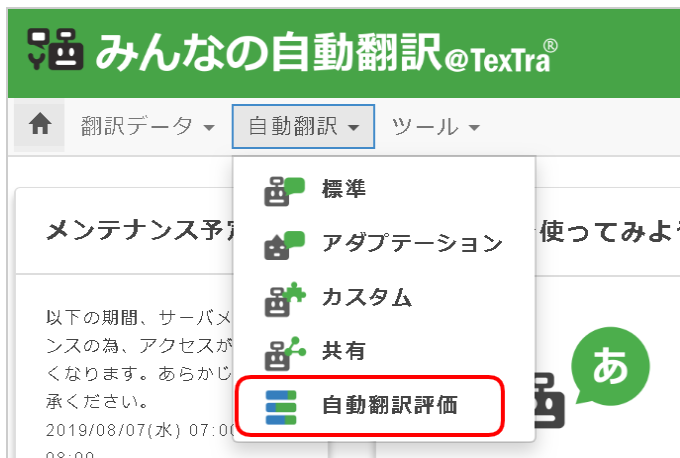 みんなの自動翻訳@TexTra®
翻訳データ 自動翻訳 ツール
標準
アダプテーション
カスタム
共有
自動翻訳評価
メンテナンス予
以下の期間、サーバメ
ンスの為、アクセスが
くなります。あらかじ
承ください。
2019/08/07(水) 07:00
08:00
使ってみよ
あ